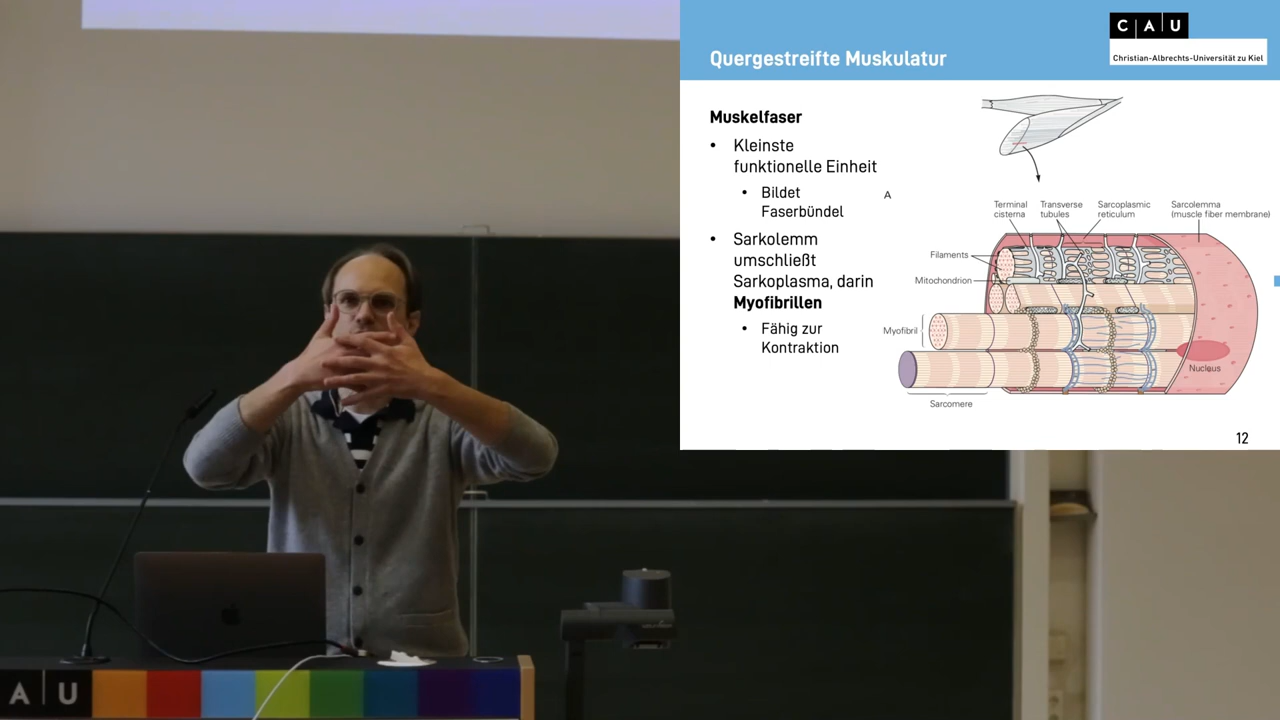 Quergestreifte Muskulatur
C A U
Christian-Albrechts-Universität zu Kiel
Muskelfaser
• Kleinste
funktionelle Einheit
• Bildet
Faserbündel
• Sarkolemm
umschließt
Sarkoplasma, darin
Myofibrillen
• Fähig zur
Kontraktion
A
Terminal
cisterna
Transverse
tubules
Sarcoplasmic
reticulum
Sarcolemma
(muscle fiber membrane)
Filaments
Mitochondrion
Myofibril
Nucleus
Sarcomere
12
A U